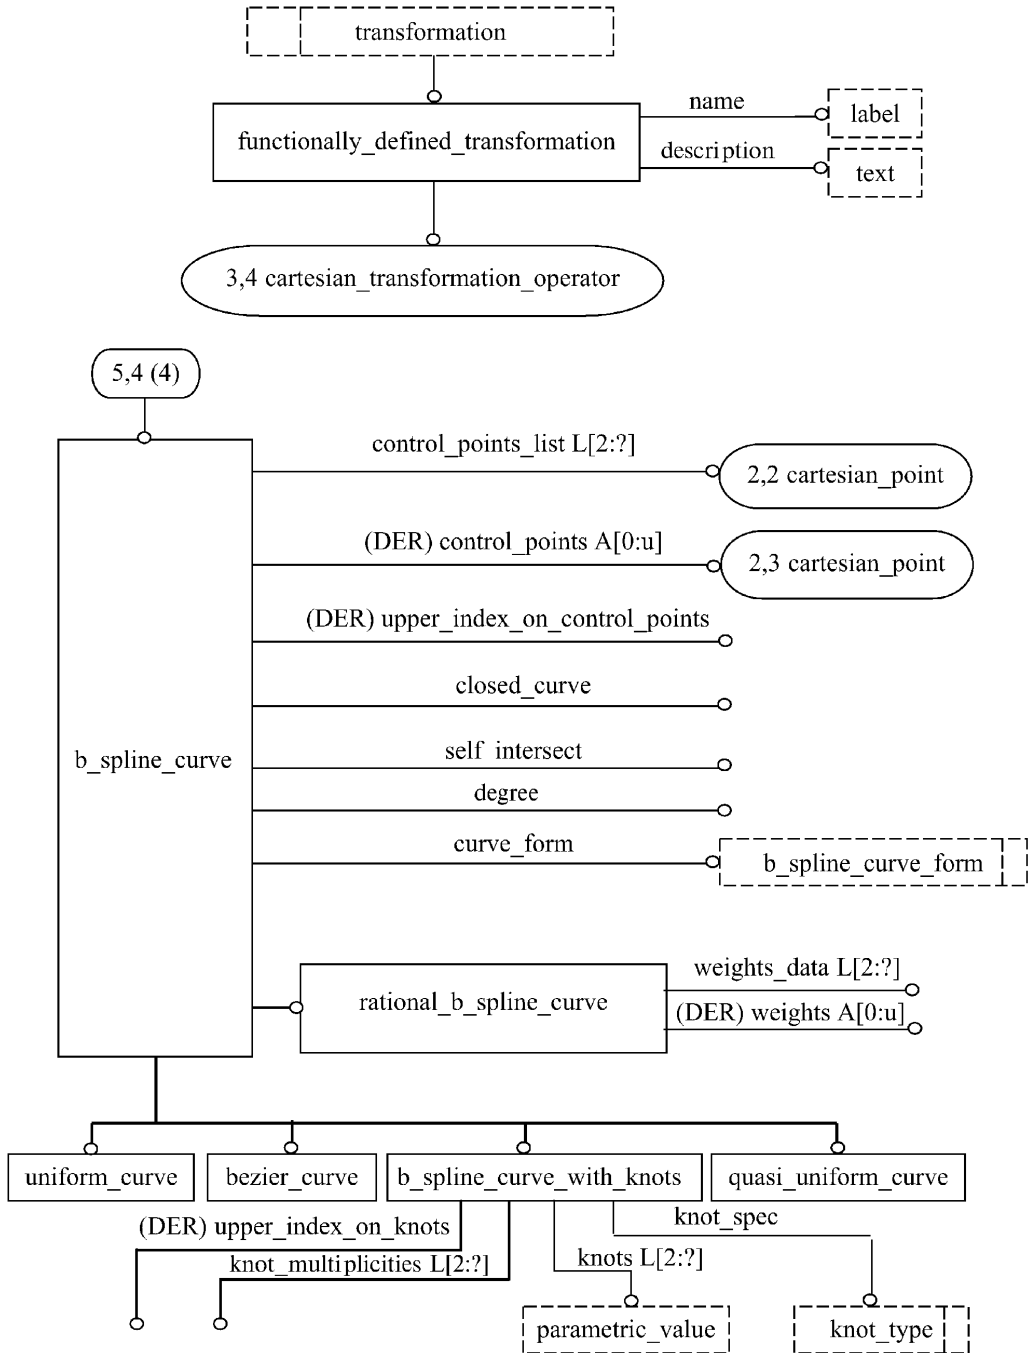 transformation
name
label
functionally_defined_transformation
description
text
3,4 cartesian_transformation_operator
5,4 (4)
control_points_list L[2:?]
2,2 cartesian_point
(DER) control_points A[0:u]
2,3 cartesian_point
(DER) upper_index_on_control_points
closed_curve
self intersect
b_spline_curve
degree
curve_form
b_spline_curve_form
weights_data L[2:?]
rational_b_spline_curve
(DER) weights A[0:u]
uniform_curve
bezier_curve
b_spline_curve_with_knots
quasi_uniform_curve
(DER) upper_index_on_knots
knot_spec
knot_multiplicities L[2:?]
knots L[2:?]
parametric_value
knot_type